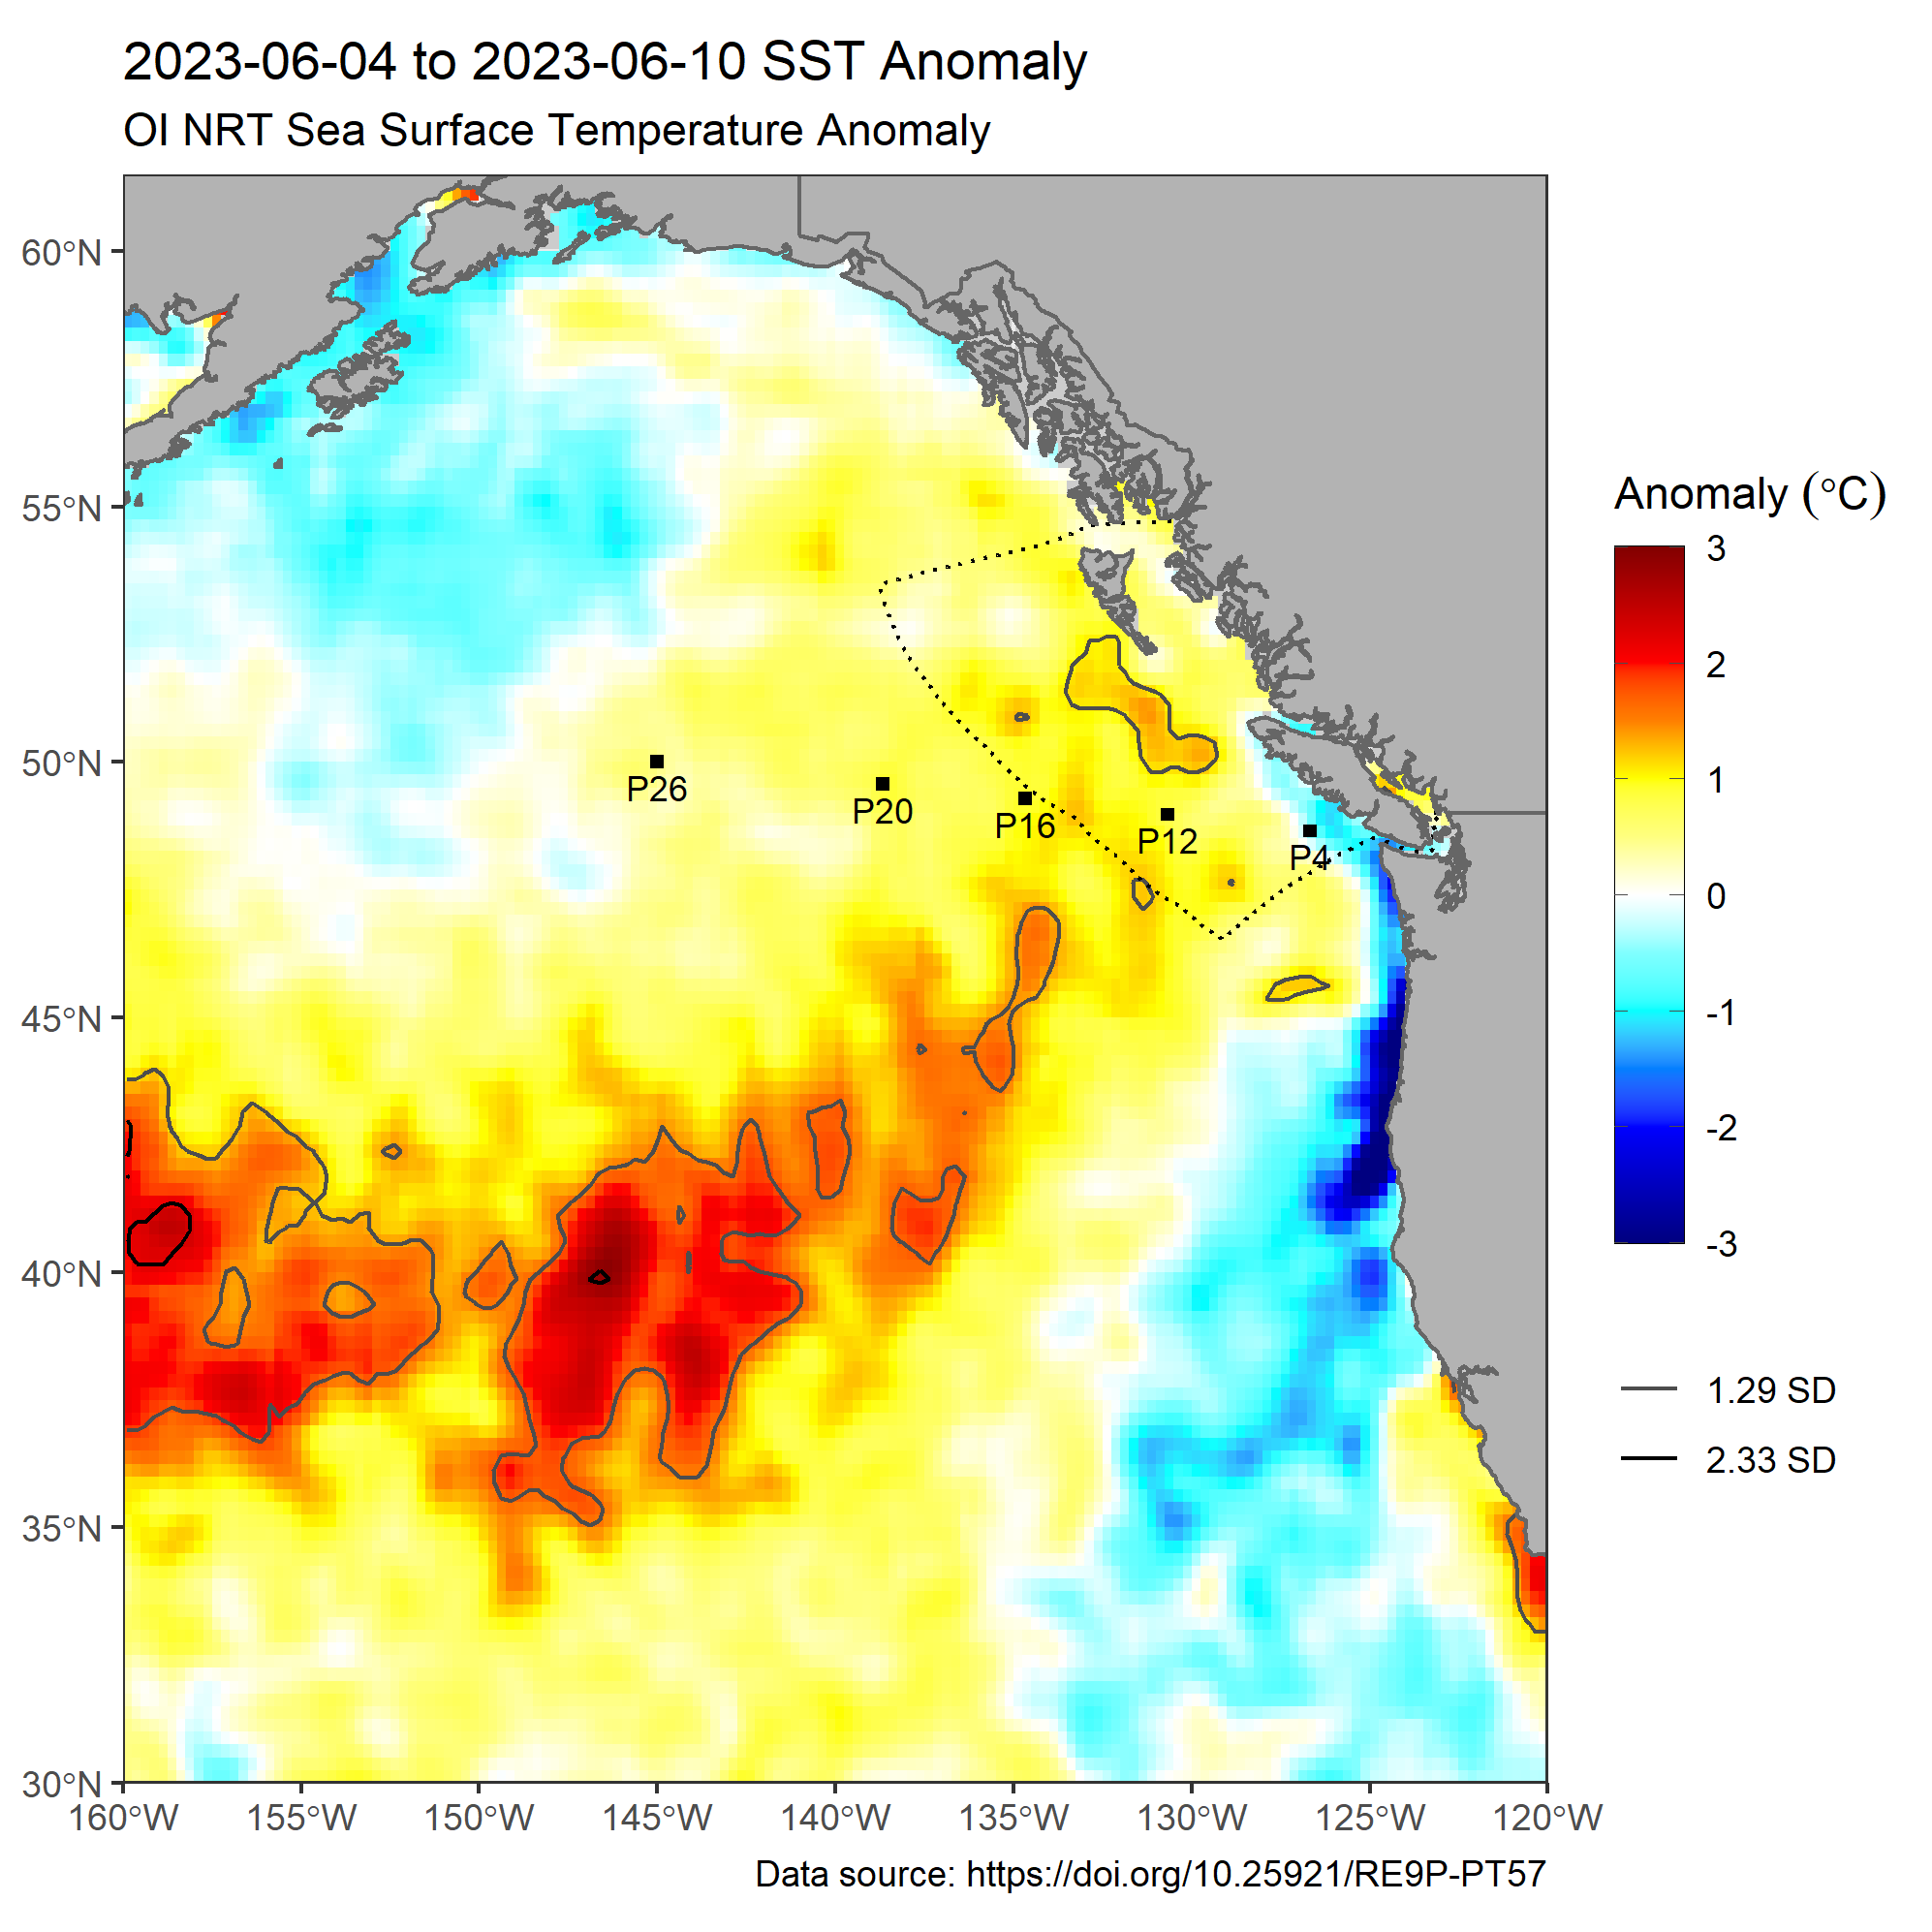 2023-06-04 to 2023-06-10 SST Anomaly
OI NRT Sea Surface Temperature Anomaly
60°N
55°N
50°N
45°N
40°N
35°N
30°N
P26
P20
P16
P12
P4
160°W
155°W
150°W
145°W
140°W
135°W
130°W
125°W
120°W
Anomaly (°C)
3
2
1
0
-1
-2
-3
1.29 SD
2.33 SD
Data source: https://doi.org/10.25921/RE9P-PT57